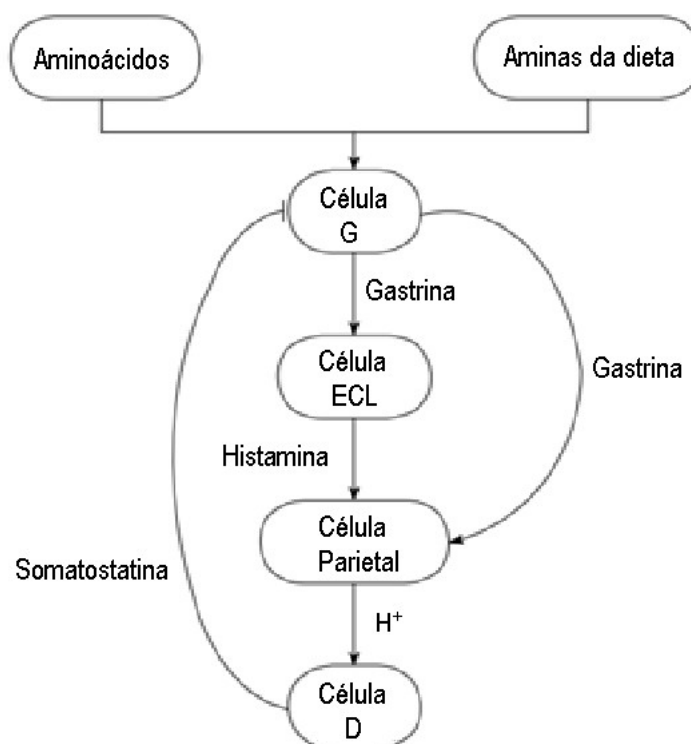 Aminoácidos
Aminas da dieta
Célula
G
Gastrina
Célula
ECL
Gastrina
Histamina
Célula
Parietal
Somatostatina
H⁺
Célula
D